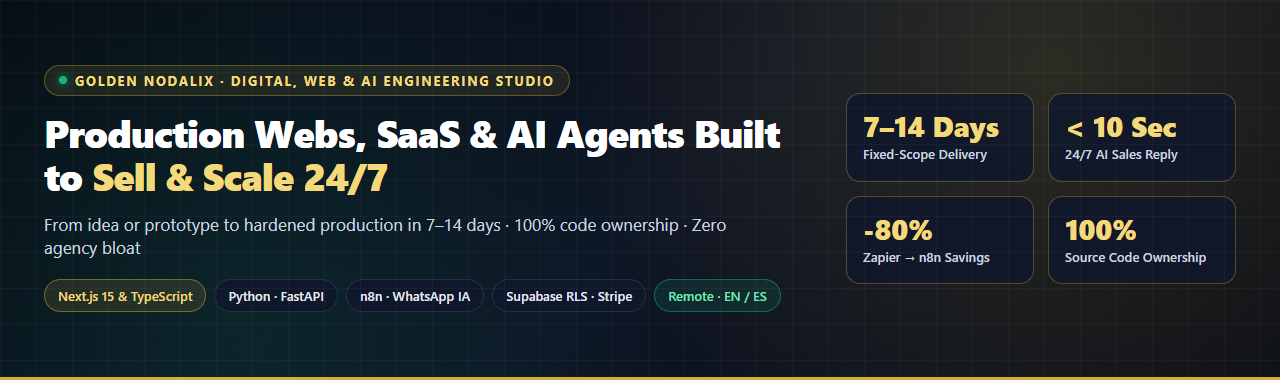 GOLDEN NODALIX · DIGITAL, WEB & AI ENGINEERING STUDIO
Production Webs, SaaS & AI Agents Built
to Sell & Scale 24/7
From idea or prototype to hardened production in 7–14 days · 100% code ownership · Zero
agency bloat
Next.js 15 & TypeScript
Python · FastAPI
n8n · WhatsApp IA
Supabase RLS · Stripe
Remote · EN / ES
7–14 Days
Fixed-Scope Delivery
< 10 Sec
24/7 AI Sales Reply
-80%
Zapier → n8n Savings
100%
Source Code Ownership